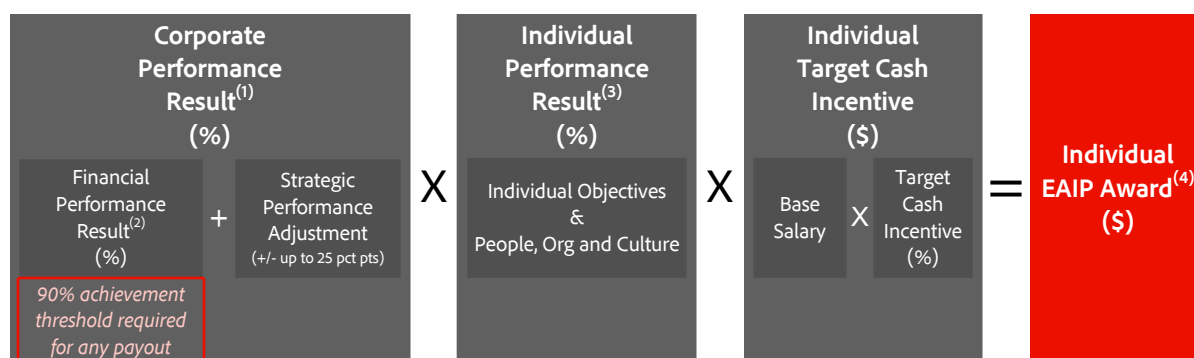 Corporate
Performance
Result(1)
(%)
Financial
Performance
Result(2)
(%)
+
Strategic
Performance
Adjustment
(+/- up to 25 pct pts)
90% achievement
threshold required
for any payout
X
Individual
Performance
Result(3)
(%)
Individual Objectives
&
People, Org and Culture
X
Individual
Target Cash
Incentive
($)
Base
Salary
X
Target
Cash
Incentive
(%)
=
Individual
EAIP Award(4)
($)